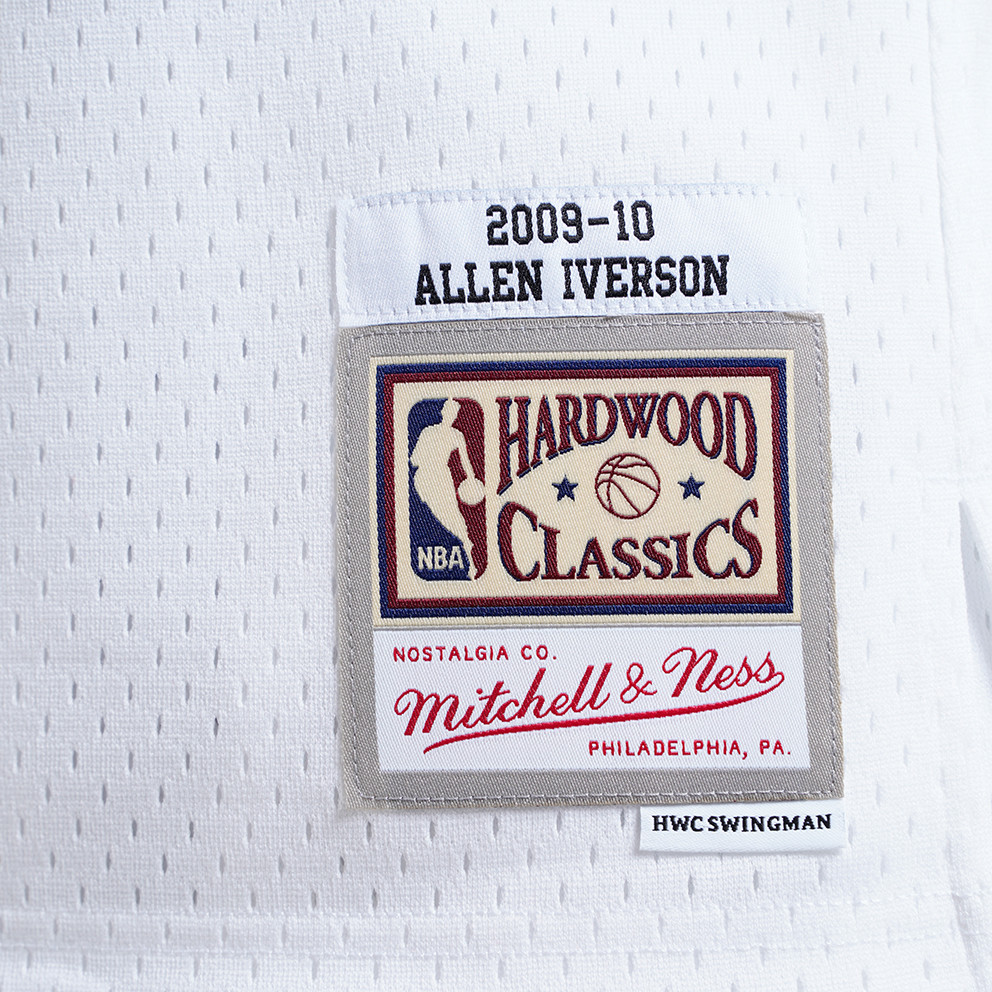 2009-10
ALLEN IVERSON
HARDWOOD
CLASSICS
NBA
NOSTALGIA CO.
Mitchell & Ness
PHILADELPHIA, PA.
HWC SWINGMAN